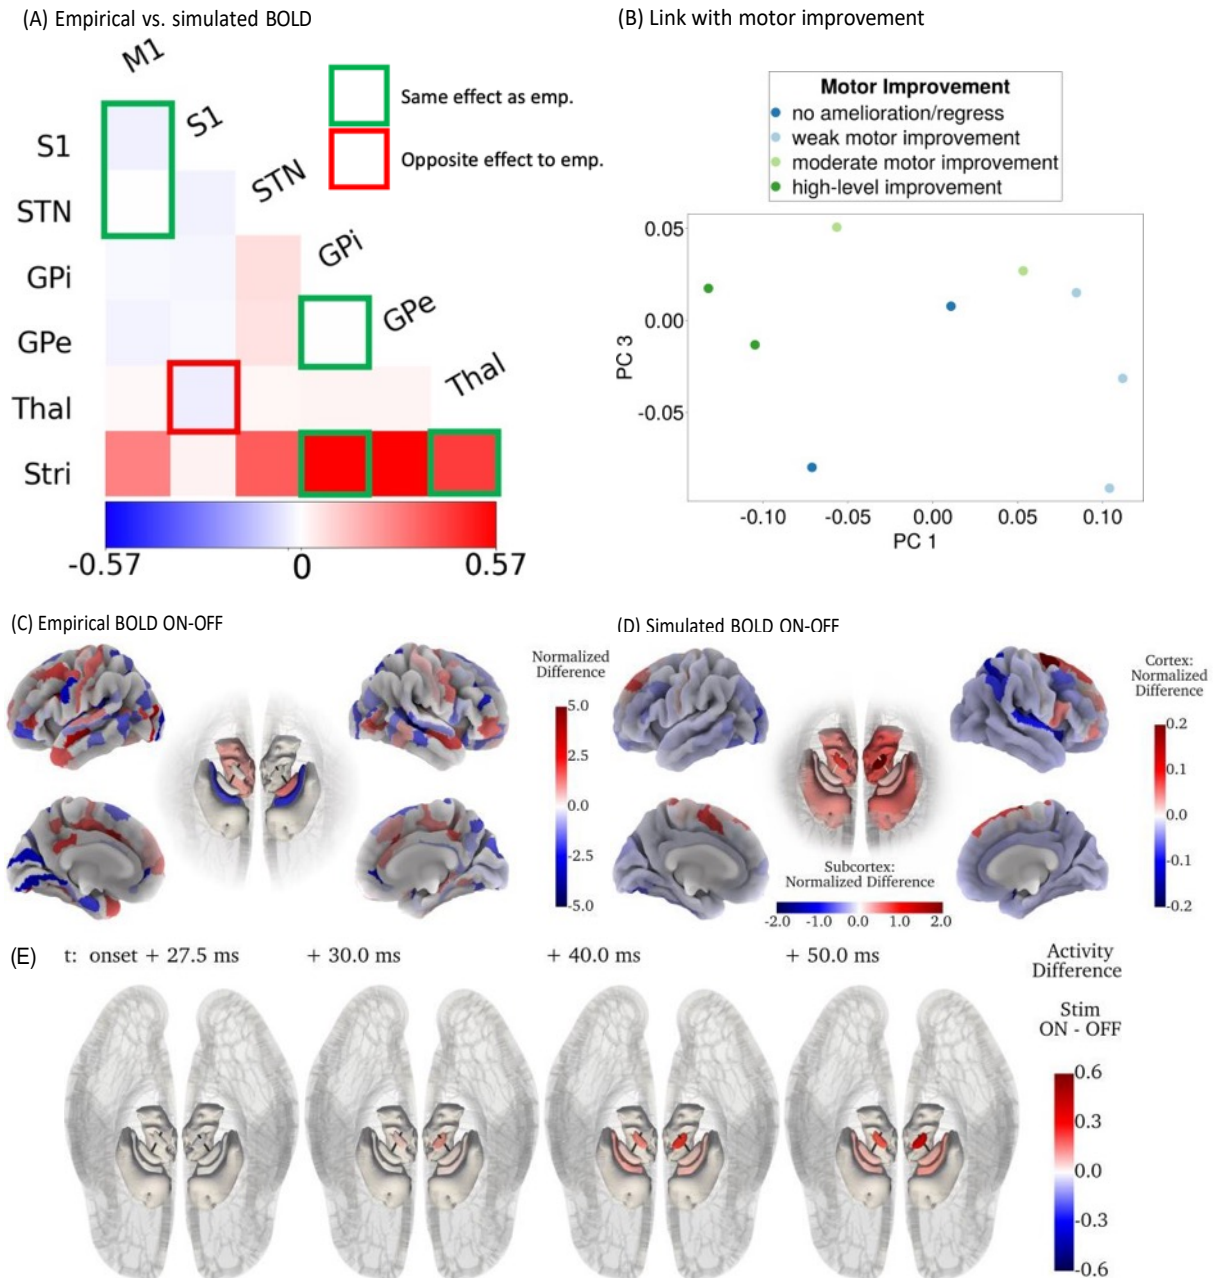 (A) Empirical vs. simulated BOLD
M1
S1
STN
GPi
GPe
Thal
S1
STN
GPi
GPe
Thal
Stri
Same effect as emp.
Opposite effect to emp.
-0.57
0
0.57
(B) Link with motor improvement
Motor Improvement
no amelioration/regress
weak motor improvement
moderate motor improvement
high-level improvement
PC 3
0.05
0.00
-0.05
-0.10
-0.05
0.00
0.05
0.10
PC 1
(C) Empirical BOLD ON-OFF
Normalized
Difference
5.0
2.5
0.0
-2.5
-5.0
(D) Simulated BOLD ON-OFF
Cortex:
Normalized
Difference
0.2
0.1
0.0
-0.1
-0.2
Subcortex:
Normalized Difference
-2.0
-1.0
0.0
1.0
2.0
(E)
t: onset + 27.5 ms
+ 30.0 ms
+ 40.0 ms
+ 50.0 ms
Activity
Difference
Stim
ON - OFF
0.6
0.3
0.0
-0.3
-0.6